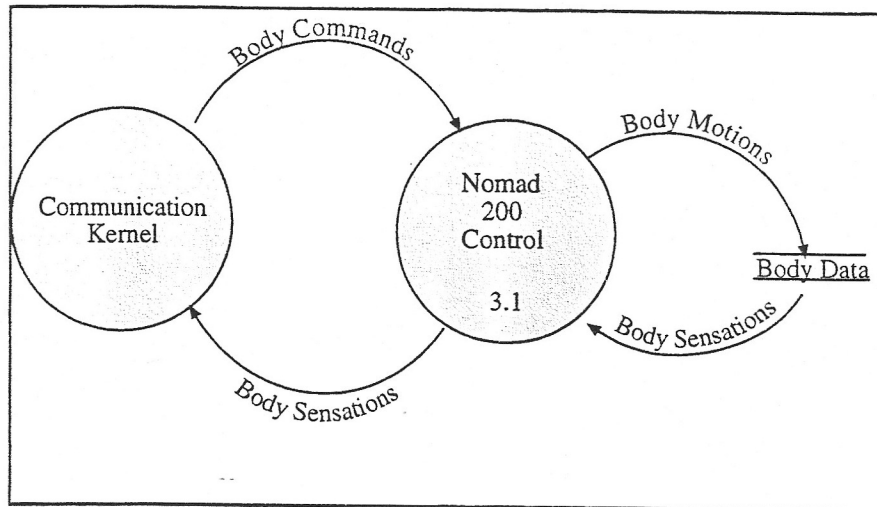 Body Commands
Communication
Kernel
Nomad
200
Control
3.1
Body Motions
Body Data
Body Sensations
Body Sensations